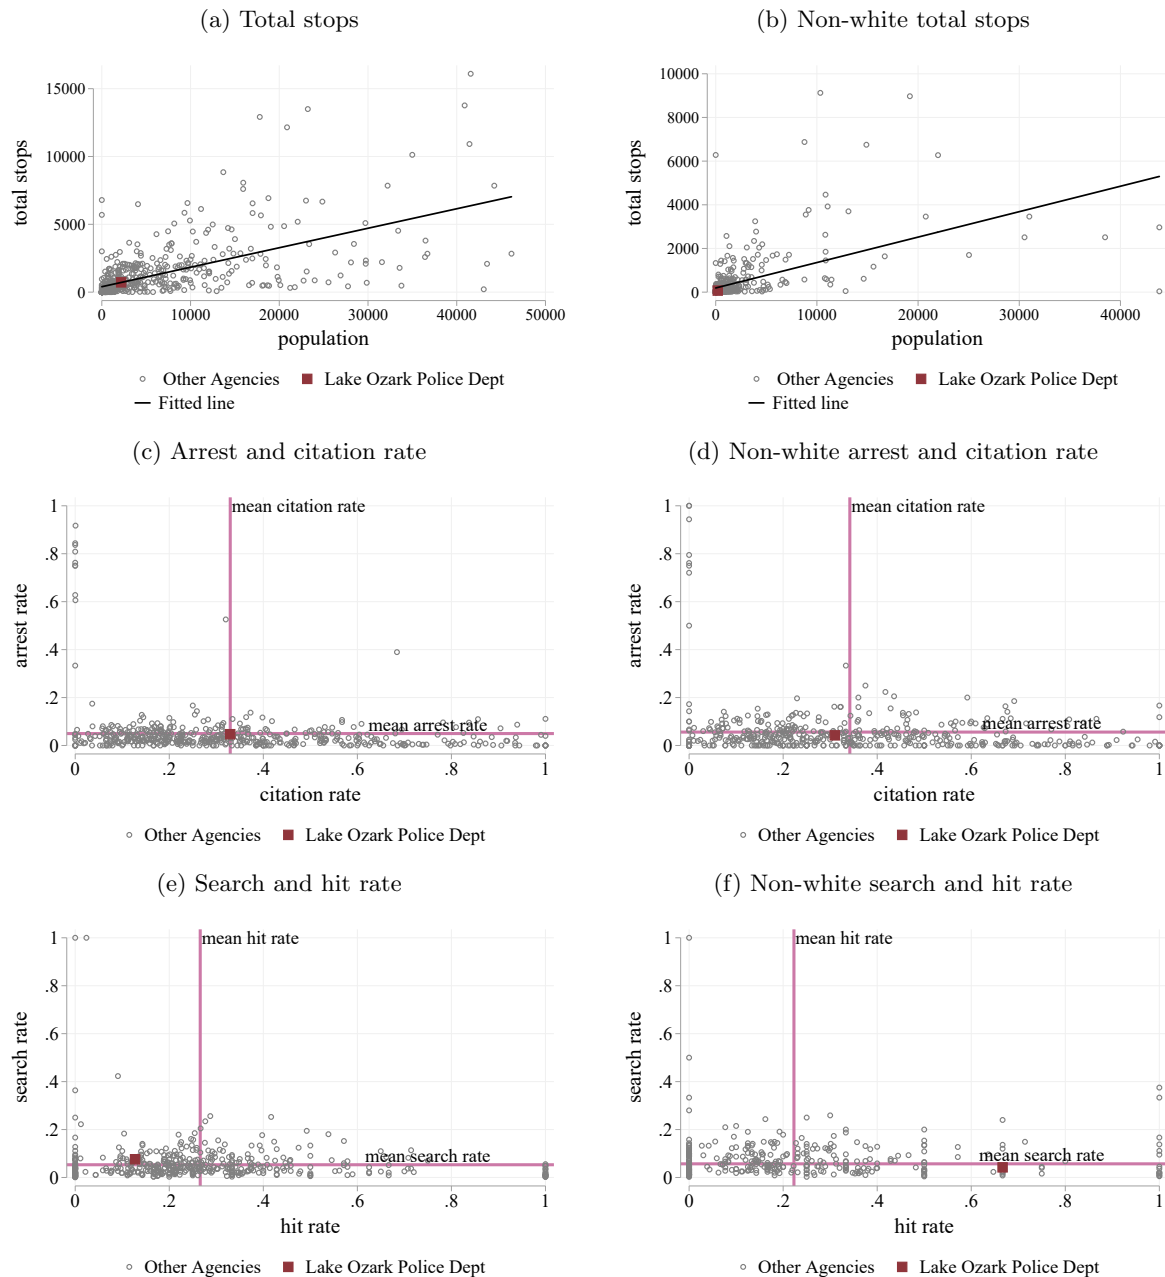 (a) Total stops
(b) Non-white total stops
total stops
15000
10000
5000
0
0 10000 20000 30000 40000 50000
population
Other Agencies Lake Ozark Police Dept
Fitted line
total stops
10000
8000
6000
4000
2000
0
0 10000 20000 30000 40000
population
Other Agencies Lake Ozark Police Dept
Fitted line
(c) Arrest and citation rate
(d) Non-white arrest and citation rate
arrest rate
1
.8
.6
.4
.2
0
mean citation rate
mean arrest rate
0 .2 .4 .6 .8 1
citation rate
Other Agencies Lake Ozark Police Dept
arrest rate
1
.8
.6
.4
.2
0
mean citation rate
mean arrest rate
0 .2 .4 .6 .8 1
citation rate
Other Agencies Lake Ozark Police Dept
(e) Search and hit rate
(f) Non-white search and hit rate
search rate
1
.8
.6
.4
.2
0
mean hit rate
mean search rate
0 .2 .4 .6 .8 1
hit rate
Other Agencies Lake Ozark Police Dept
search rate
1
.8
.6
.4
.2
0
mean hit rate
mean search rate
0 .2 .4 .6 .8 1
hit rate
Other Agencies Lake Ozark Police Dept